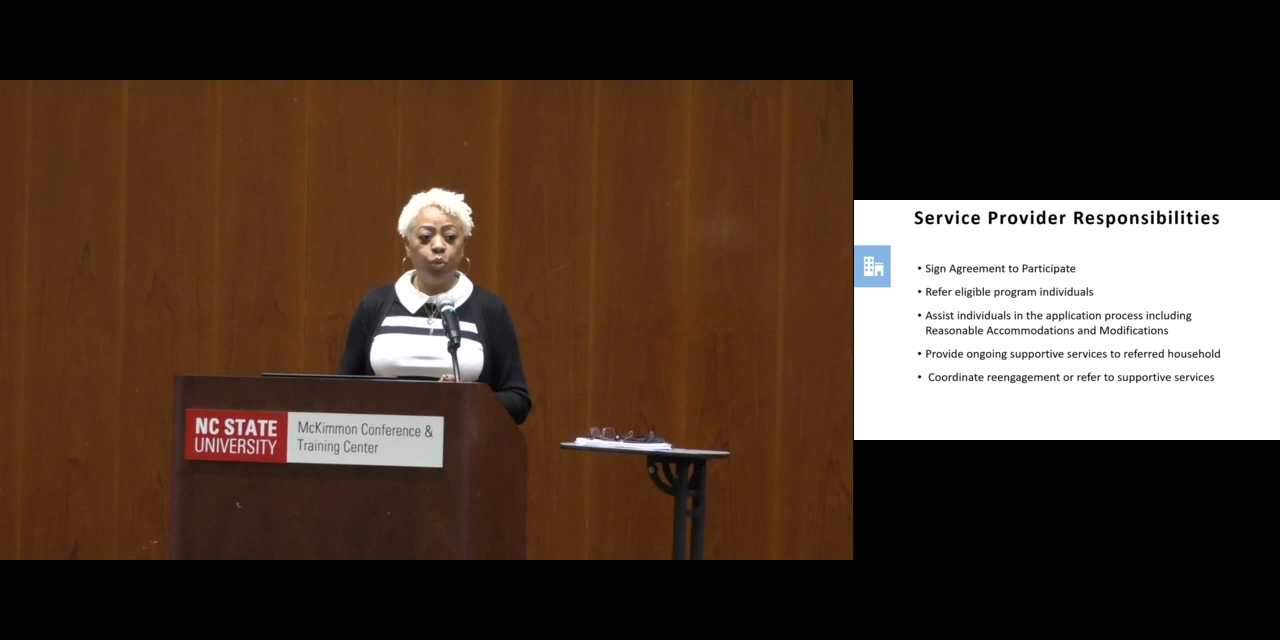 NC STATE
UNIVERSITY
McKimmon Conference &
Training Center
Service Provider Responsibilities
• Sign Agreement to Participate
• Refer eligible program individuals
• Assist individuals in the application process including
Reasonable Accommodations and Modifications
• Provide ongoing supportive services to referred household
• Coordinate reengagement or refer to supportive services